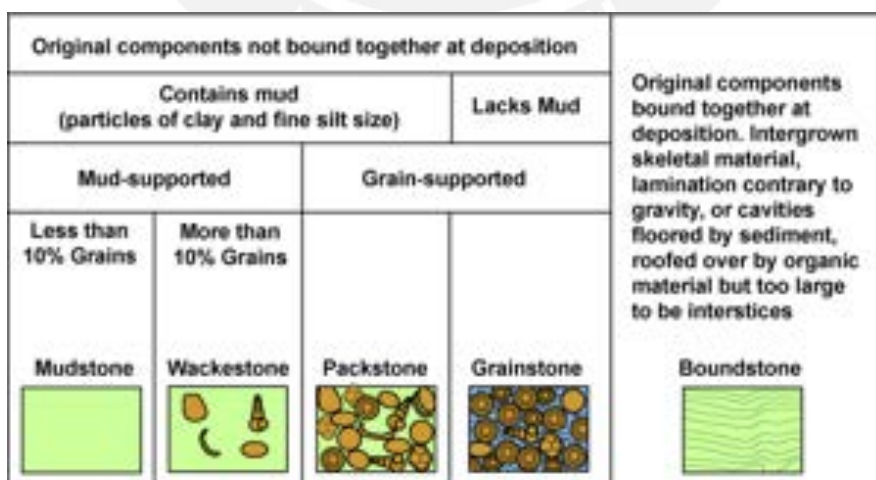 Original components not bound together at deposition
Contains mud
(particles of clay and fine silt size)
Lacks Mud
Mud-supported
Grain-supported
Less than
10% Grains
More than
10% Grains
Mudstone
Wackestone
Packstone
Grainstone
Original components
bound together at
deposition. Intergrown
skeletal material,
lamination contrary to
gravity, or cavities
floored by sediment,
roofed over by organic
material but too large
to be interstices
Boundstone